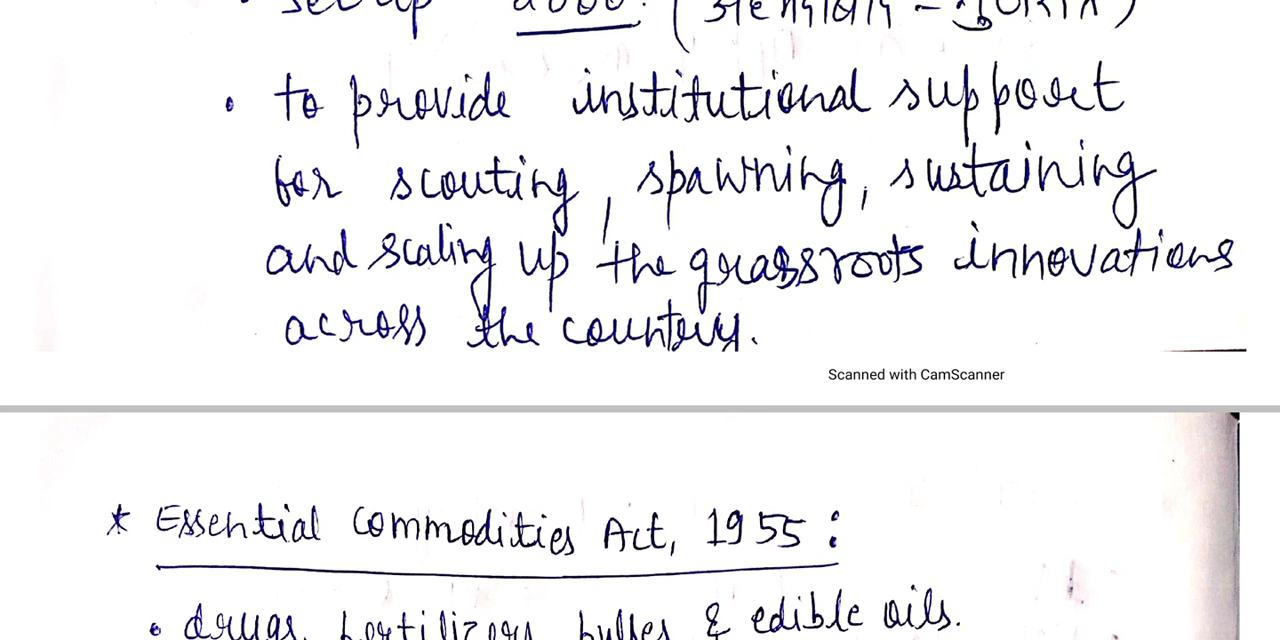 • to provide institutional support
for scouting, spawning, sustaining
and scaling up the grassroots innovations
across the country.
Scanned with CamScanner
* Essential Commodities Act, 1955 :
• drugs, fertilizers, pulses & edible oils.